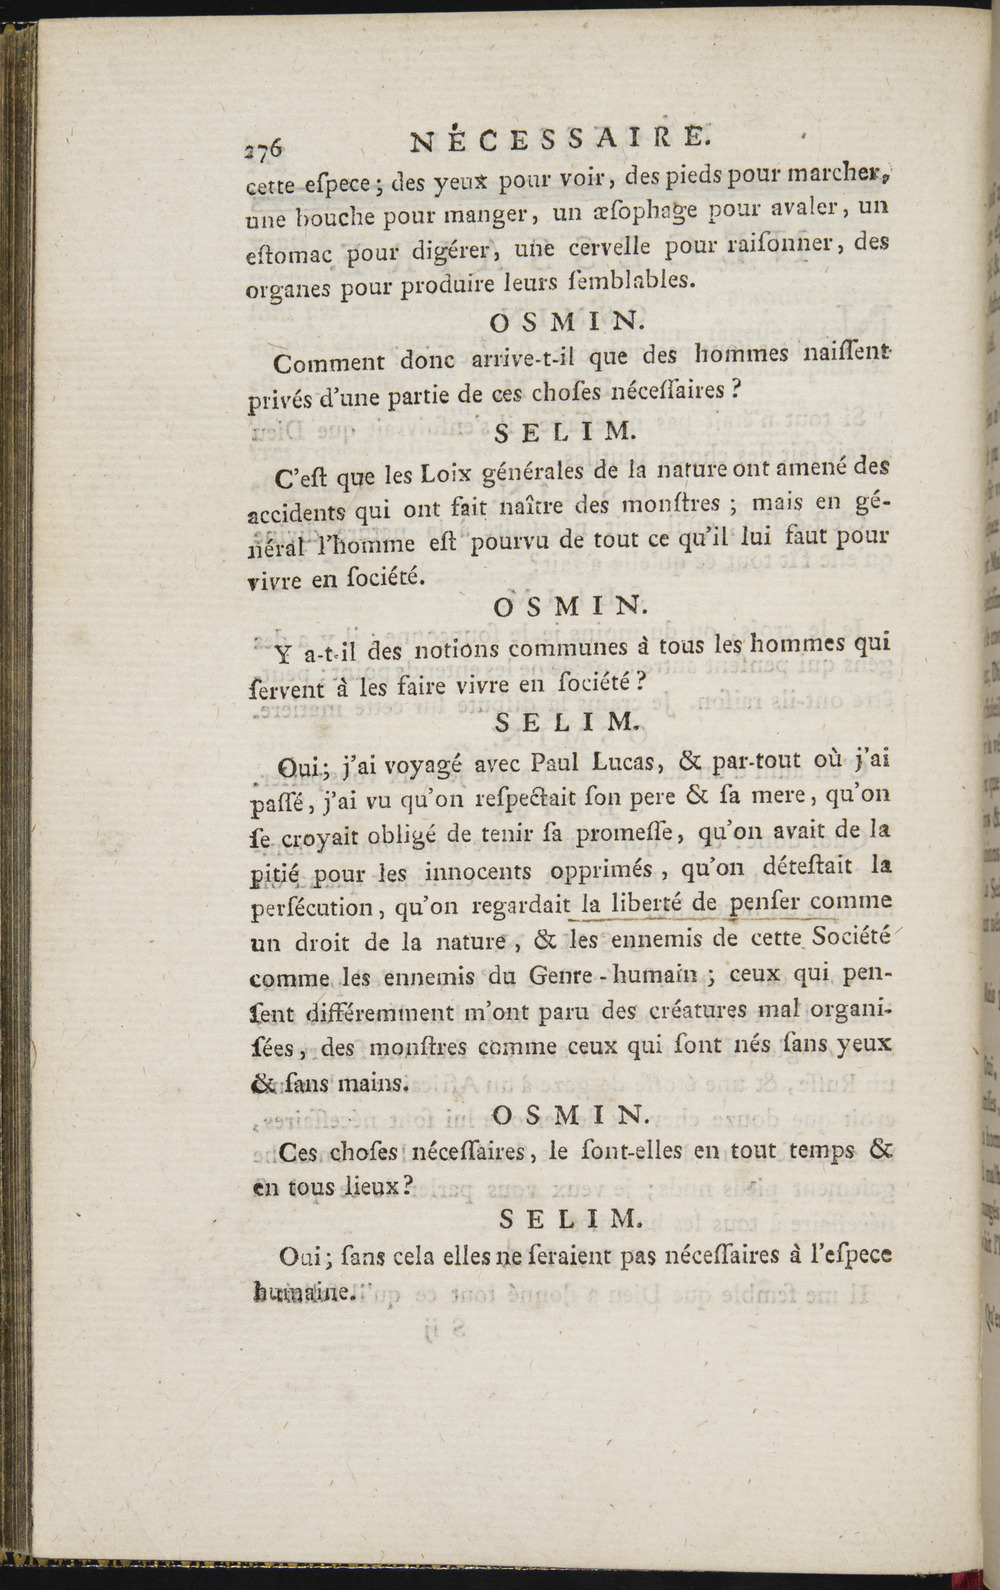 276 NÉCESSAIRE.
cette eſpece ; des yeux pour voir, des pieds pour marcher,
une bouche pour manger, un æſophage pour avaler, un
eſtomac pour digérer, une cervelle pour raiſonner, des
organes pour produire leurs ſemblables.
OSMIN.
Comment donc arrive-t-il que des hommes naiſſent
privés d'une partie de ces choſes néceſſaires ?
SELIM.
C'eſt que les Loix générales de la nature ont amené des
accidents qui ont fait naître des monſtres ; mais en gé-
néral l'homme eſt pourvu de tout ce qu'il lui faut pour
vivre en ſociété.
OSMIN.
Y a-t-il des notions communes à tous les hommes qui
ſervent à les faire vivre en ſociété ?
SELIM.
Oui ; j'ai voyagé avec Paul Lucas, & par-tout où j'ai
paſſé, j'ai vu qu'on reſpectait ſon pere & ſa mere, qu'on
ſe croyait obligé de tenir ſa promeſſe, qu'on avait de la
pitié pour les innocents opprimés, qu'on déteſtait la
perſécution, qu'on regardait la liberté de penſer comme
un droit de la nature, & les ennemis de cette Société
comme les ennemis du Genre-humain ; ceux qui pen-
ſent différemment m'ont paru des créatures mal organi-
ſées, des monſtres comme ceux qui ſont nés ſans yeux
& ſans mains.
OSMIN.
Ces choſes néceſſaires, le ſont-elles en tout temps &
en tous lieux ?
SELIM.
Oui ; ſans cela elles ne ſeraient pas néceſſaires à l'eſpece
humaine.